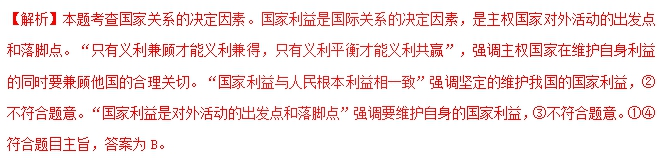 【解析】本题考查国家关系的决定因素。国家利益是国际关系的决定因素，是主权国家对外活动的出发点
和落脚点。“只有义利兼顾才能义利兼得，只有义利平衡才能义利共赢”，强调主权国家在维护自身利益
的同时要兼顾他国的合理关切。“国家利益与人民根本利益相一致”强调坚定的维护我国的国家利益，②
不符合题意。“国家利益是对外活动的出发点和落脚点”强调要维护自身的国家利益，③不符合题意。①④
符合题目主旨，答案为 B。